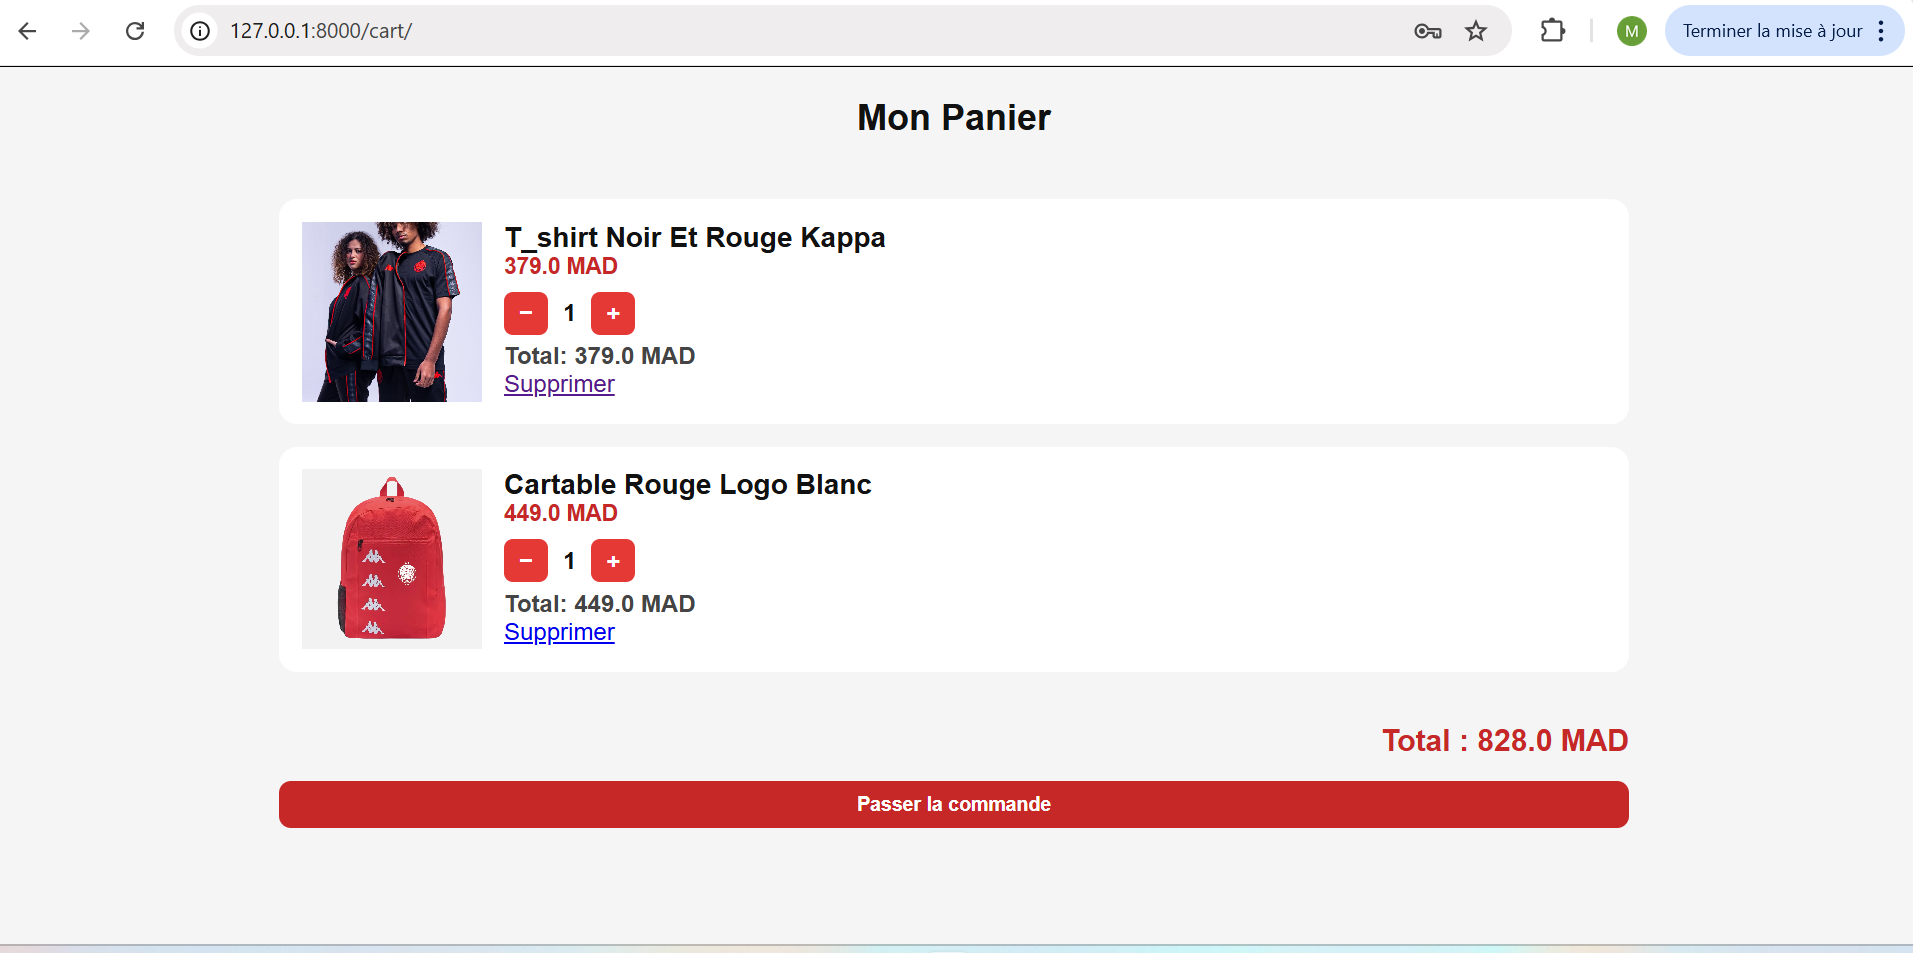 127.0.0.1:8000/cart/
M
Terminer la mise à jour
Mon Panier
T_shirt Noir Et Rouge Kappa
379.0 MAD
− 1 +
Total: 379.0 MAD
Supprimer
Cartable Rouge Logo Blanc
449.0 MAD
− 1 +
Total: 449.0 MAD
Supprimer
Total : 828.0 MAD
Passer la commande